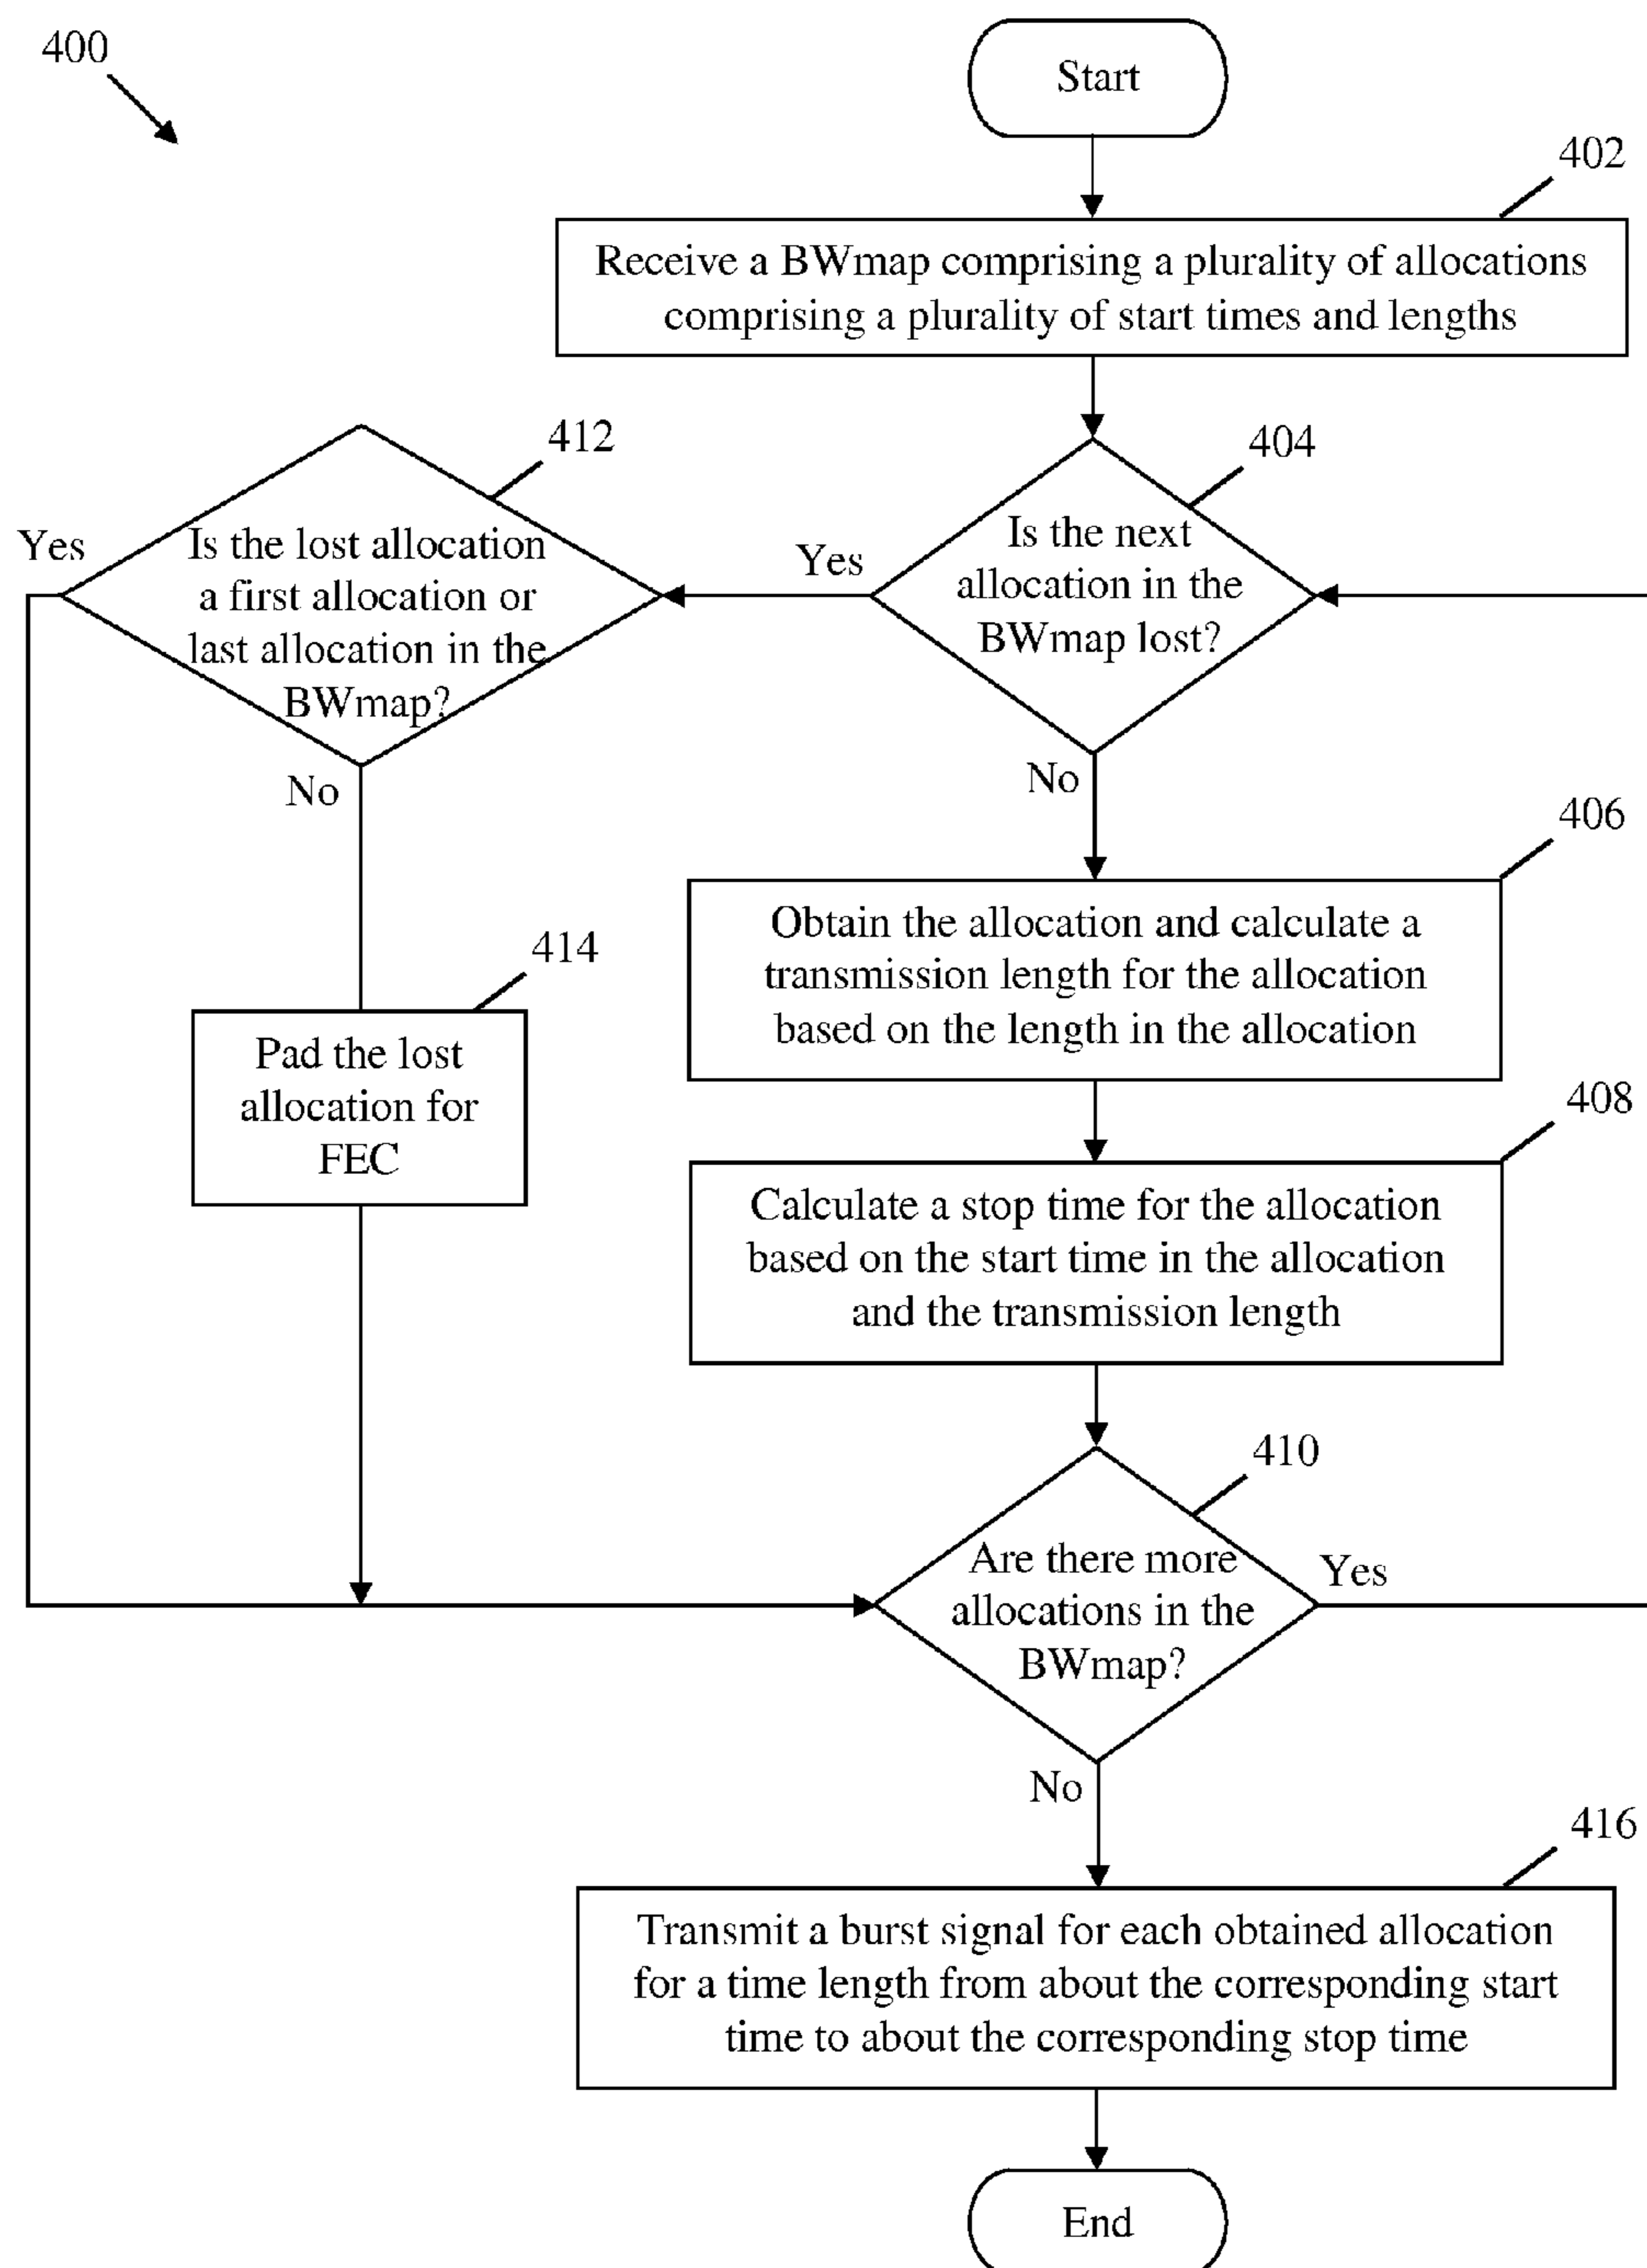 400
Start
402
Receive a BWmap comprising a plurality of allocations
comprising a plurality of start times and lengths
412
404
Yes
Is the lost allocation
a first allocation or
last allocation in the
BWmap?
Yes
Is the next
allocation in the
BWmap lost?
No
No
406
Obtain the allocation and calculate a
transmission length for the allocation
based on the length in the allocation
414
Pad the lost
allocation for
FEC
408
Calculate a stop time for the allocation
based on the start time in the allocation
and the transmission length
410
Are there more
allocations in the
BWmap?
Yes
No
416
Transmit a burst signal for each obtained allocation
for a time length from about the corresponding start
time to about the corresponding stop time
End